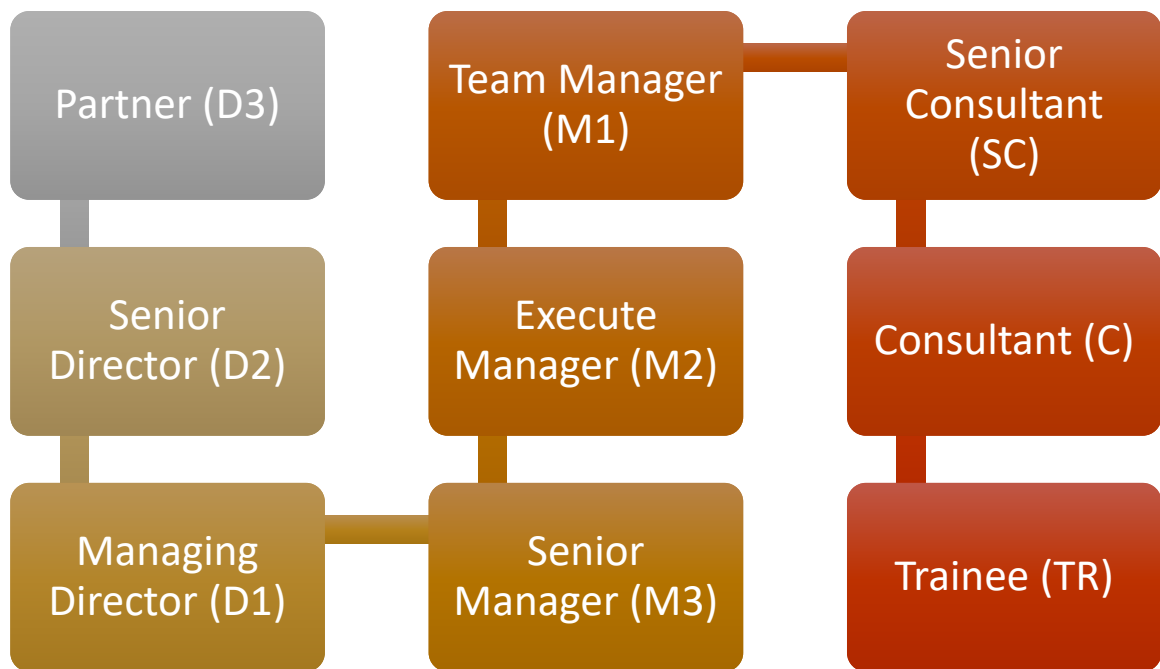 Partner (D3)
Senior
Director (D2)
Managing
Director (D1)
Senior
Manager (M3)
Execute
Manager (M2)
Team Manager
(M1)
Senior
Consultant
(SC)
Consultant (C)
Trainee (TR)